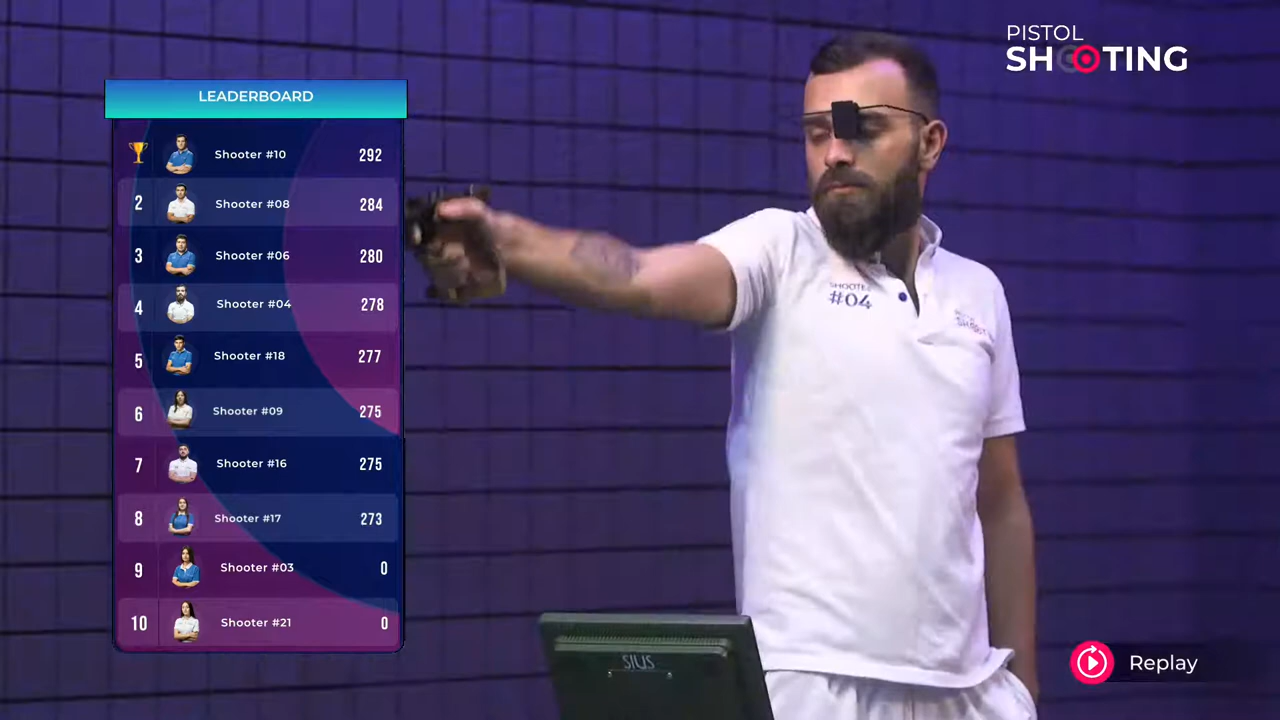 PISTOL
SHOOTING
LEADERBOARD
Shooter #10 292
2 Shooter #08 284
3 Shooter #06 280
4 Shooter #04 278
5 Shooter #18 277
6 Shooter #09 275
7 Shooter #16 275
8 Shooter #17 273
9 Shooter #03 0
10 Shooter #21 0
SHOOTER
#04
SIUS
Replay